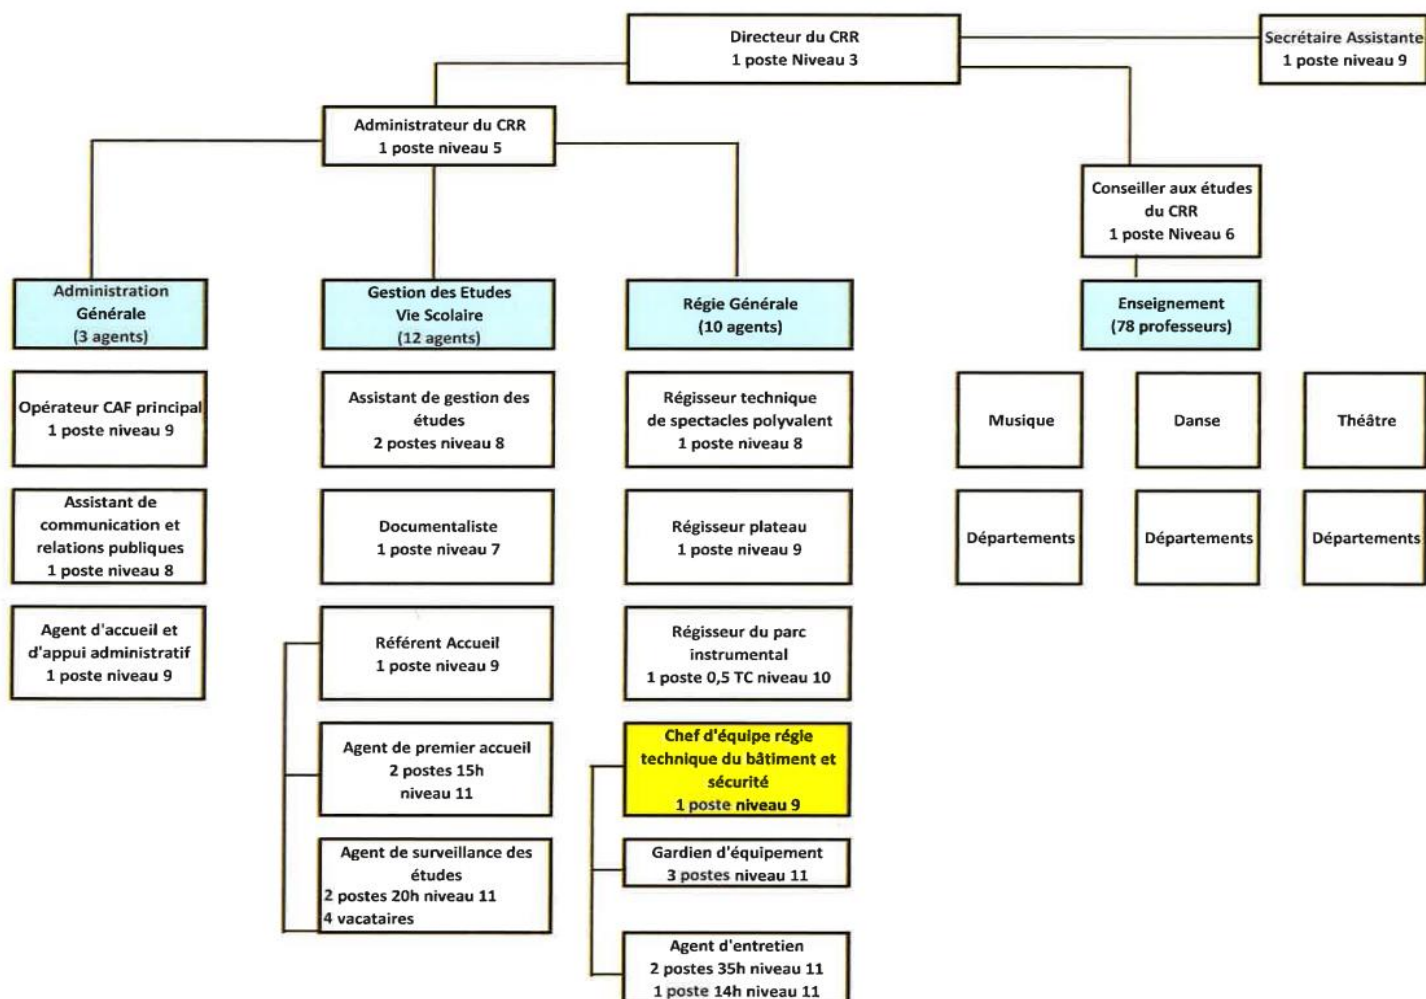 Directeur du CRR
1 poste Niveau 3
Secrétaire Assistante
1 poste niveau 9
Administrateur du CRR
1 poste niveau 5
Conseiller aux études
du CRR
1 poste Niveau 6
Administration
Générale
(3 agents)
Gestion des Etudes
Vie Scolaire
(12 agents)
Régie Générale
(10 agents)
Enseignement
(78 professeurs)
Opérateur CAF principal
1 poste niveau 9
Assistant de gestion des
études
2 postes niveau 8
Régisseur technique
de spectacles polyvalent
1 poste niveau 8
Musique
Danse
Théâtre
Assistant de
communication et
relations publiques
1 poste niveau 8
Documentaliste
1 poste niveau 7
Régisseur plateau
1 poste niveau 9
Départements
Départements
Départements
Agent d'accueil et
d'appui administratif
1 poste niveau 9
Référent Accueil
1 poste niveau 9
Régisseur du parc
instrumental
1 poste 0,5 TC niveau 10
Agent de premier accueil
2 postes 15h
niveau 11
Chef d'équipe régie
technique du bâtiment et
sécurité
1 poste niveau 9
Agent de surveillance des
études
2 postes 20h niveau 11
4 vacataires
Gardien d'équipement
3 postes niveau 11
Agent d'entretien
2 postes 35h niveau 11
1 poste 14h niveau 11